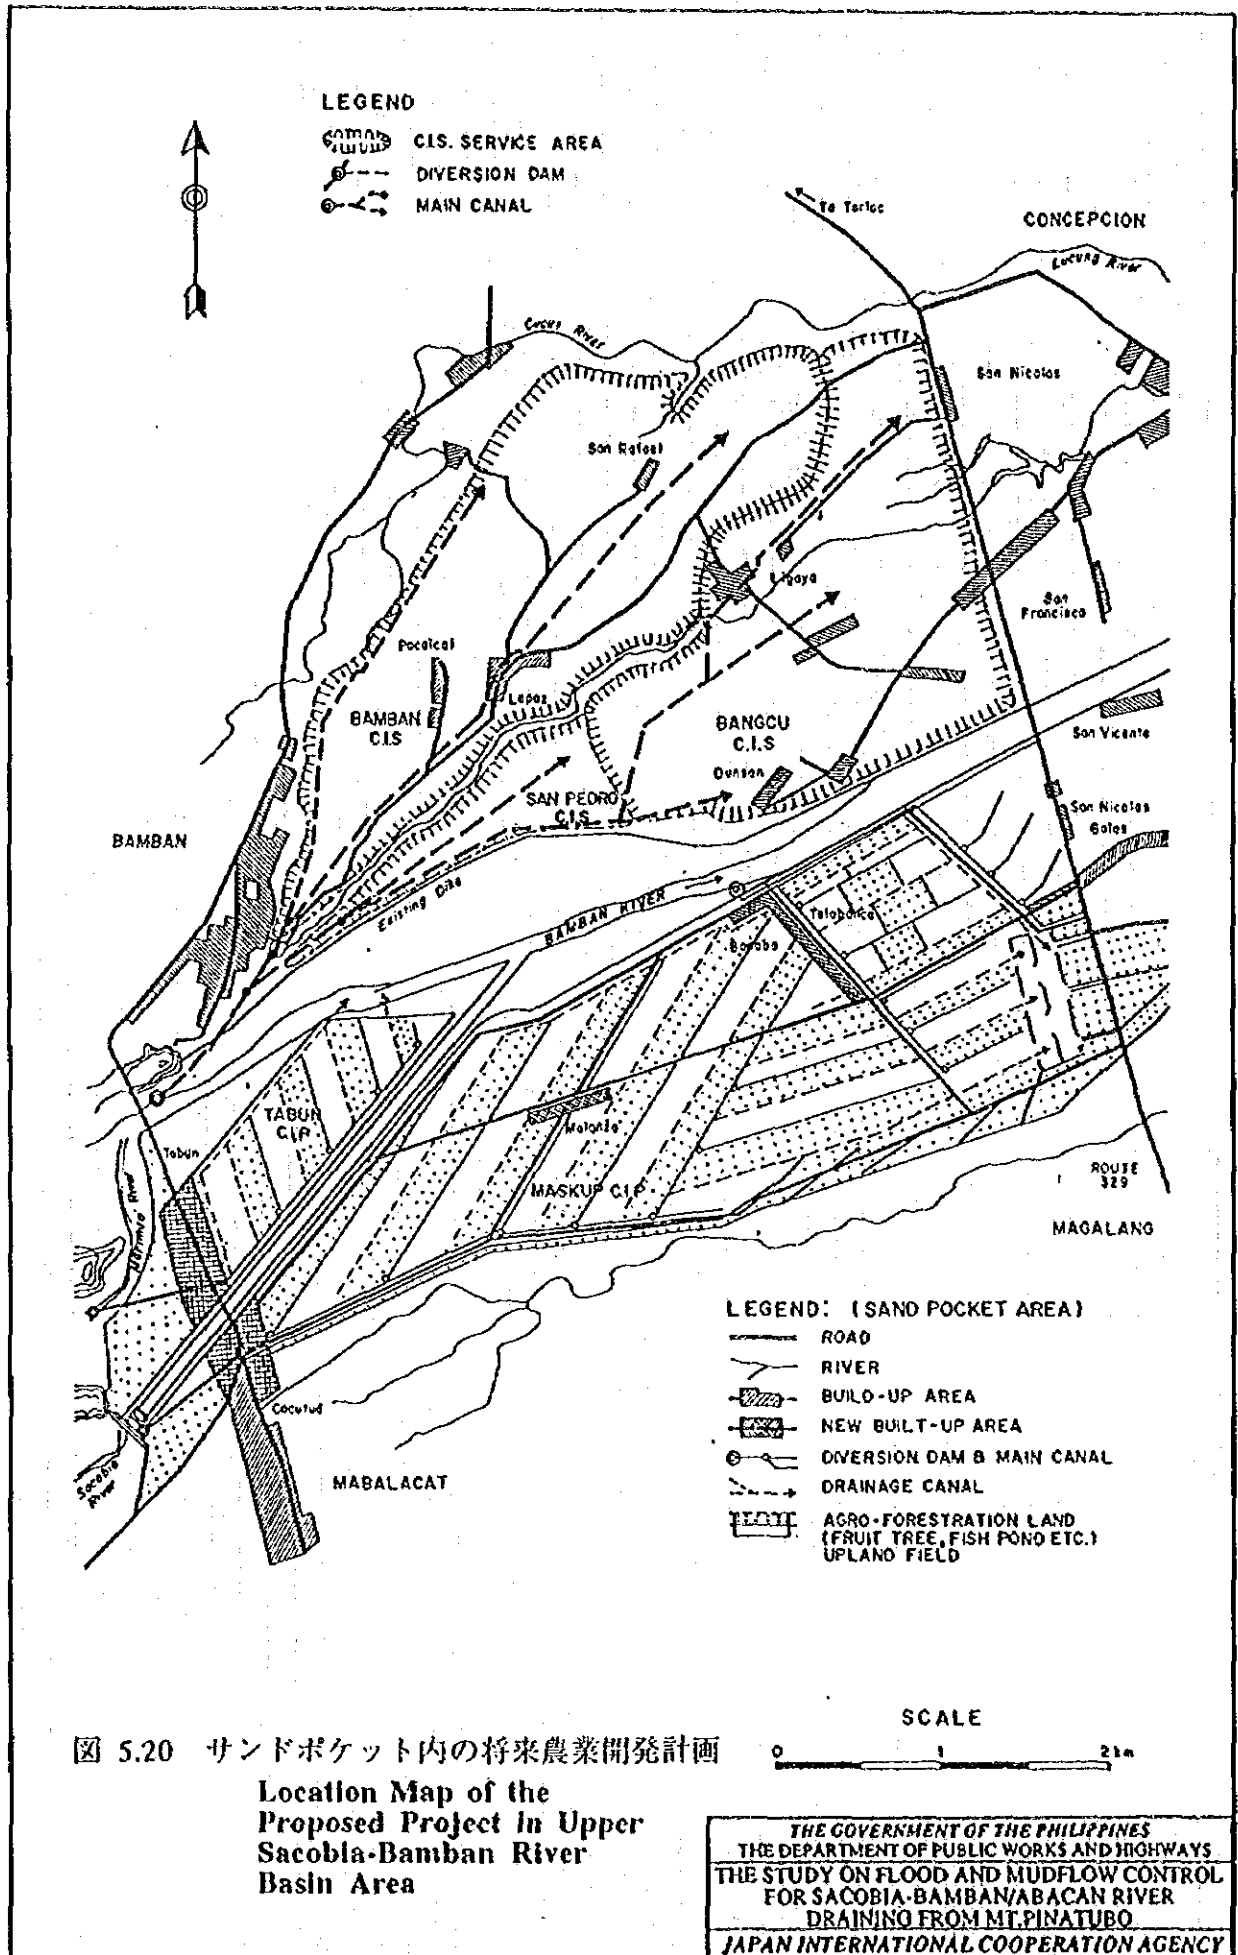 LEGEND
C.I.S. SERVICE AREA
DIVERSION DAM
MAIN CANAL
To Tarlac
CONCEPCION
Lucung River
Cucus River
San Nicolas
San Rafael
Ligaya
San
Francisco
Pacalcal
Lapaz
BAMBAN
C.I.S
BANGCU
C.I.S
San Vicente
Dunsan
SAN PEDRO
C.I.S.
San Nicolas
Gales
BAMBAN
Existing Dike
BAMBAN RIVER
TABUN
C.I.P.
Tabun
MASKUP C.I.P.
ROUTE
329
MAGALANG
LEGEND: (SAND POCKET AREA)
ROAD
RIVER
BUILD-UP AREA
NEW BUILT-UP AREA
DIVERSION DAM & MAIN CANAL
DRAINAGE CANAL
AGRO-FORESTRATION LAND
(FRUIT TREE, FISH POND ETC.)
UPLAND FIELD
Cacutud
MABALACAT
Sacobia
River
SCALE
0 1 2km
図 5.20 サンドポケット内の将来農業開発計画
Location Map of the
Proposed Project in Upper
Sacobia-Bamban River
Basin Area
THE GOVERNMENT OF THE PHILIPPINES
THE DEPARTMENT OF PUBLIC WORKS AND HIGHWAYS
THE STUDY ON FLOOD AND MUDFLOW CONTROL
FOR SACOBIA-BAMBAN/ABACAN RIVER
DRAINING FROM MT.PINATUBO
JAPAN INTERNATIONAL COOPERATION AGENCY